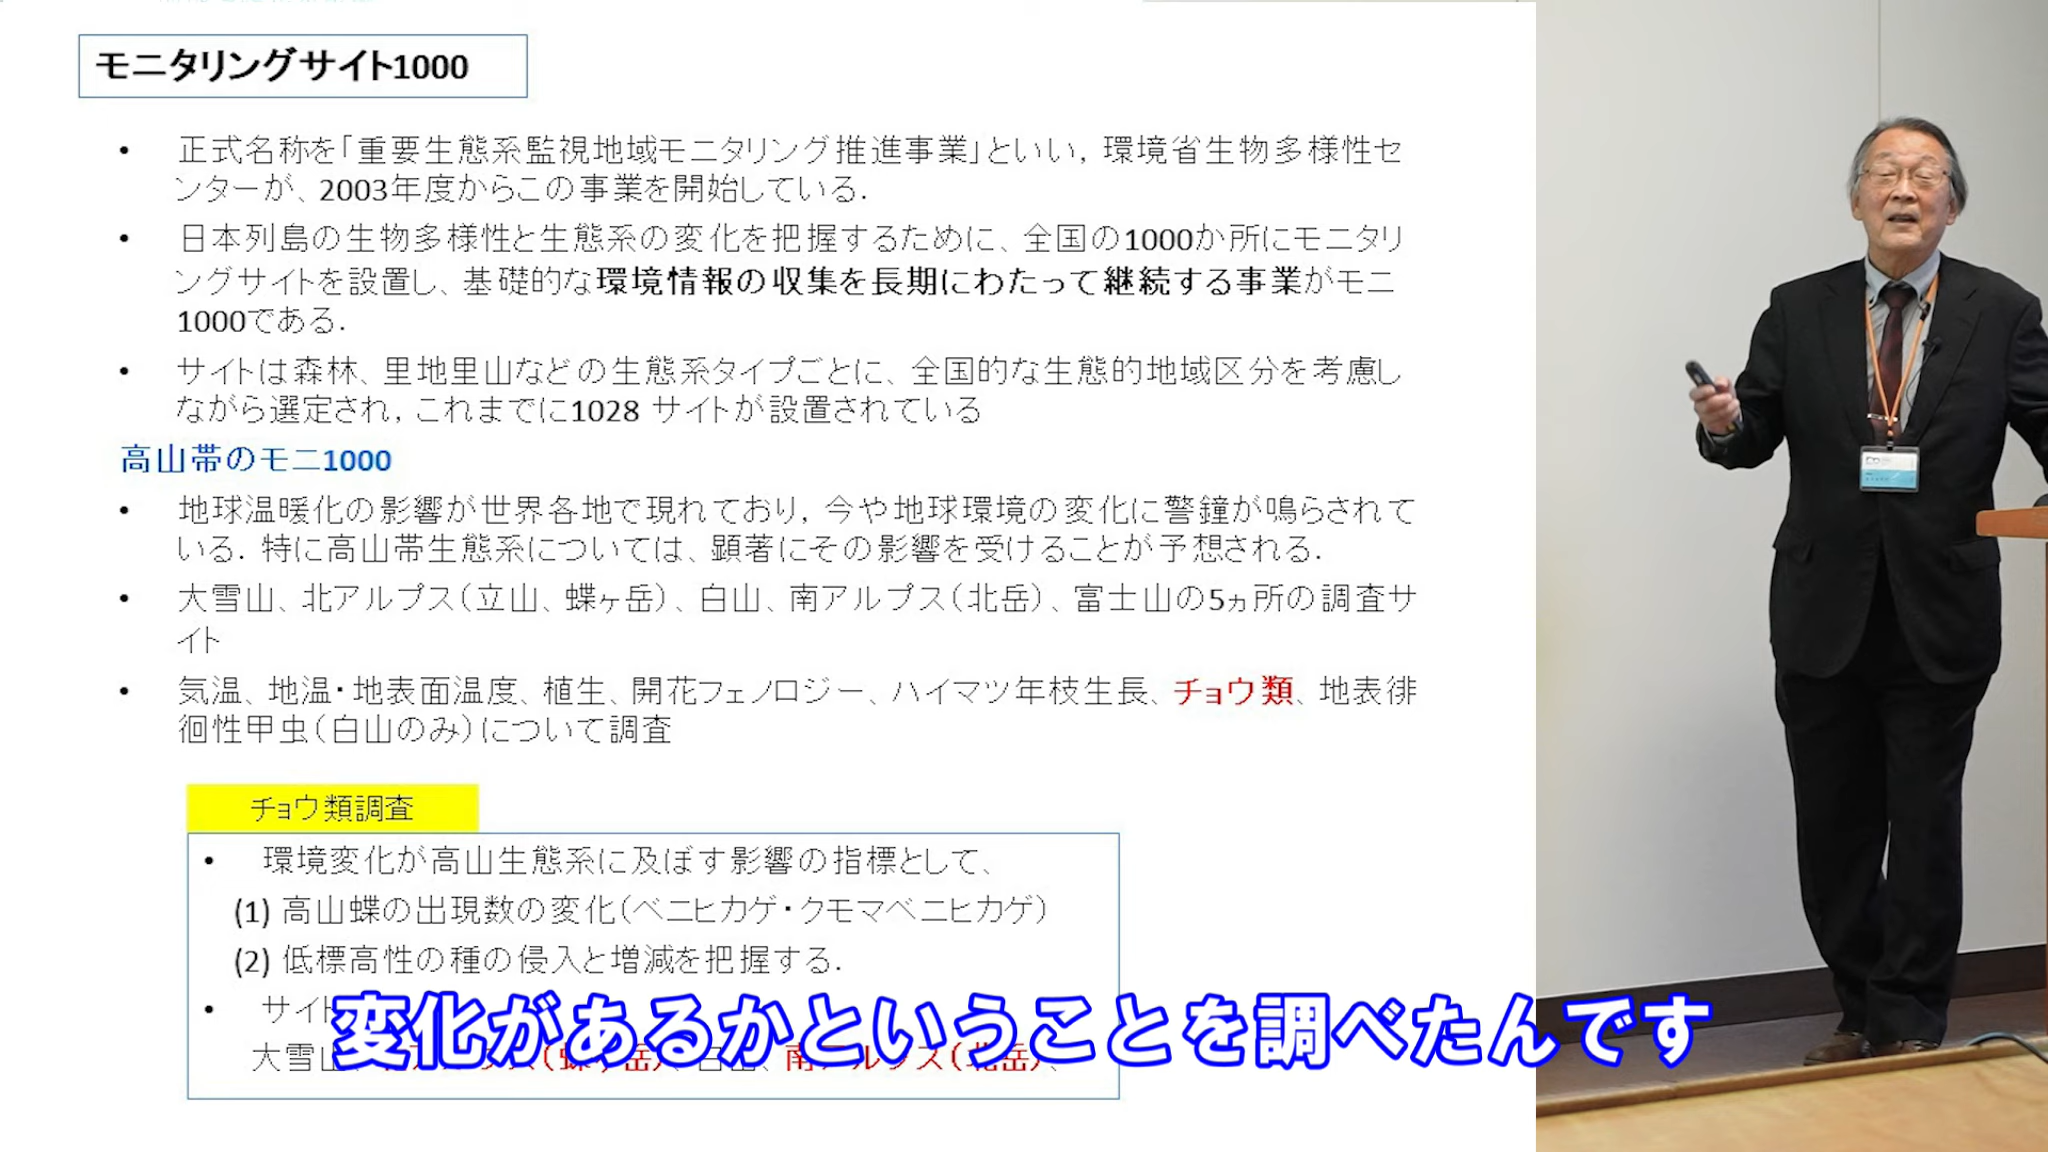 モニタリングサイト1000
• 正式名称を「重要生態系監視地域モニタリング推進事業」といい，環境省生物多様性セ
ンターが、2003年度からこの事業を開始している．
• 日本列島の生物多様性と生態系の変化を把握するために、全国の1000か所にモニタリ
ングサイトを設置し、基礎的な環境情報の収集を長期にわたって継続する事業がモニ
1000である．
• サイトは森林、里地里山などの生態系タイプごとに、全国的な生態的地域区分を考慮し
ながら選定され，これまでに1028 サイトが設置されている
高山帯のモニ1000
• 地球温暖化の影響が世界各地で現れており，今や地球環境の変化に警鐘が鳴らされて
いる．特に高山帯生態系については、顕著にその影響を受けることが予想される．
• 大雪山、北アルプス（立山、蝶ヶ岳）、白山、南アルプス（北岳）、富士山の5ヵ所の調査サ
イト
• 気温、地温・地表面温度、植生、開花フェノロジー、ハイマツ年枝生長、チョウ類、地表徘
徊性甲虫（白山のみ）について調査
チョウ類調査
• 環境変化が高山生態系に及ぼす影響の指標として、
(1) 高山蝶の出現数の変化（ベニヒカゲ・クモマベニヒカゲ）
(2) 低標高性の種の侵入と増減を把握する．
• サイト
変化があるかということを調べたんです
大雪山、（蝶ヶ岳）、白山、南アルプス（北岳）、